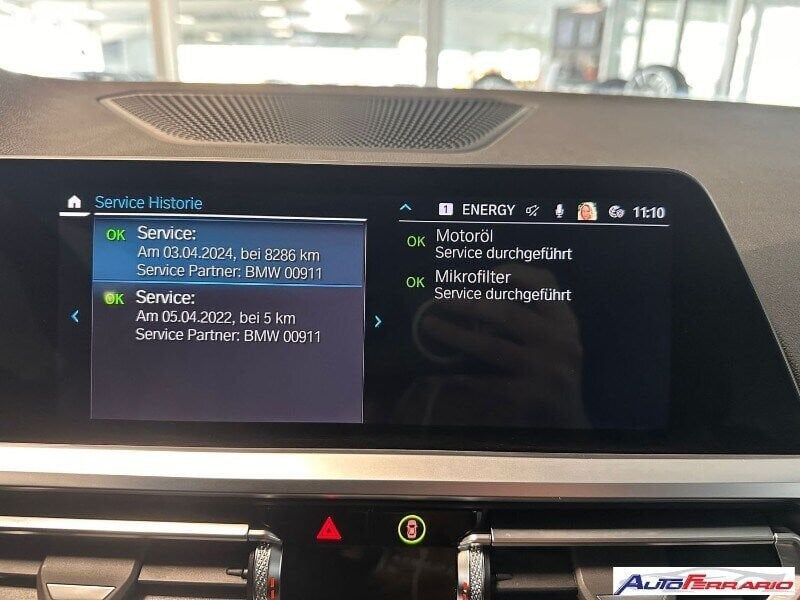 Service Historie
1 ENERGY 11:10
OK Service:
Am 03.04.2024, bei 8286 km
Service Partner: BMW 00911
OK Service:
Am 05.04.2022, bei 5 km
Service Partner: BMW 00911
OK Motoröl
Service durchgeführt
OK Mikrofilter
Service durchgeführt
AUTOFERRARIO